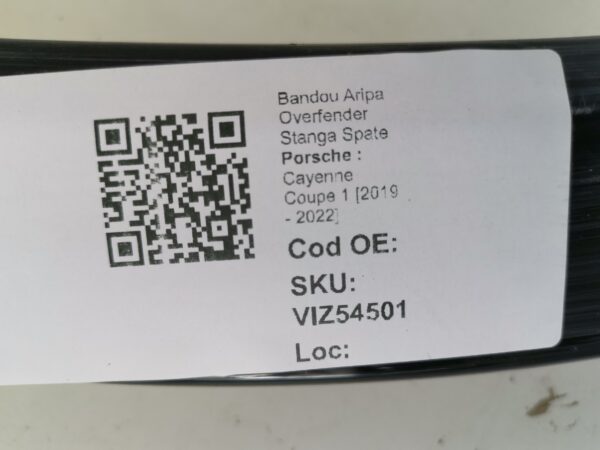 Bandou Aripa
Overfender
Stanga Spate
Porsche :
Cayenne
Coupe 1 [2019
- 2022]
Cod OE:
SKU:
VIZ54501
Loc: